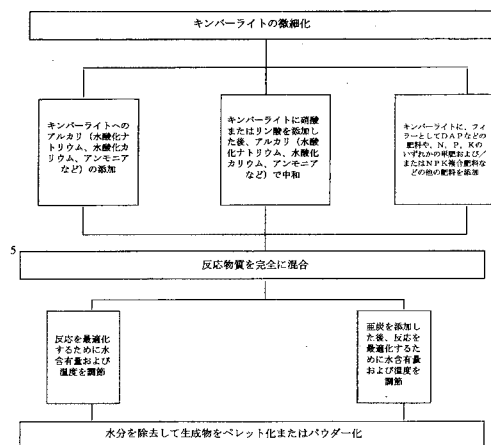 キンバーライトの微細化
キンバーライトへの
アルカリ（水酸化ナ
トリウム、水酸化カ
リウム、アンモニア
など）の添加
キンバーライトに硝酸
またはリン酸を添加し
た後、アルカリ（水酸
化ナトリウム、水酸化
カリウム、アンモニア
など）で中和
キンバーライトに、フィ
ラーとしてDAPなどの
肥料や、N、P、Kの
いずれかの単肥および／
またはNPK複合肥料な
どの他の肥料を添加
5
反応物質を完全に混合
反応を最適化
するために水
含有量および
温度を調節
亜炭を添加し
た後、反応を
最適化するた
めに水含有量
および温度を
調節
水分を除去して生成物をペレット化またはパウダー化